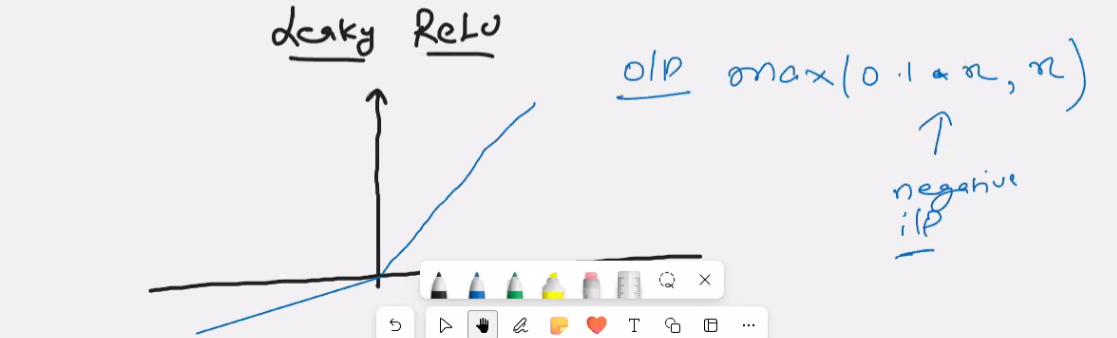 Leaky ReLU
O/P max(0.1 * x, x)
negative
i/P
T